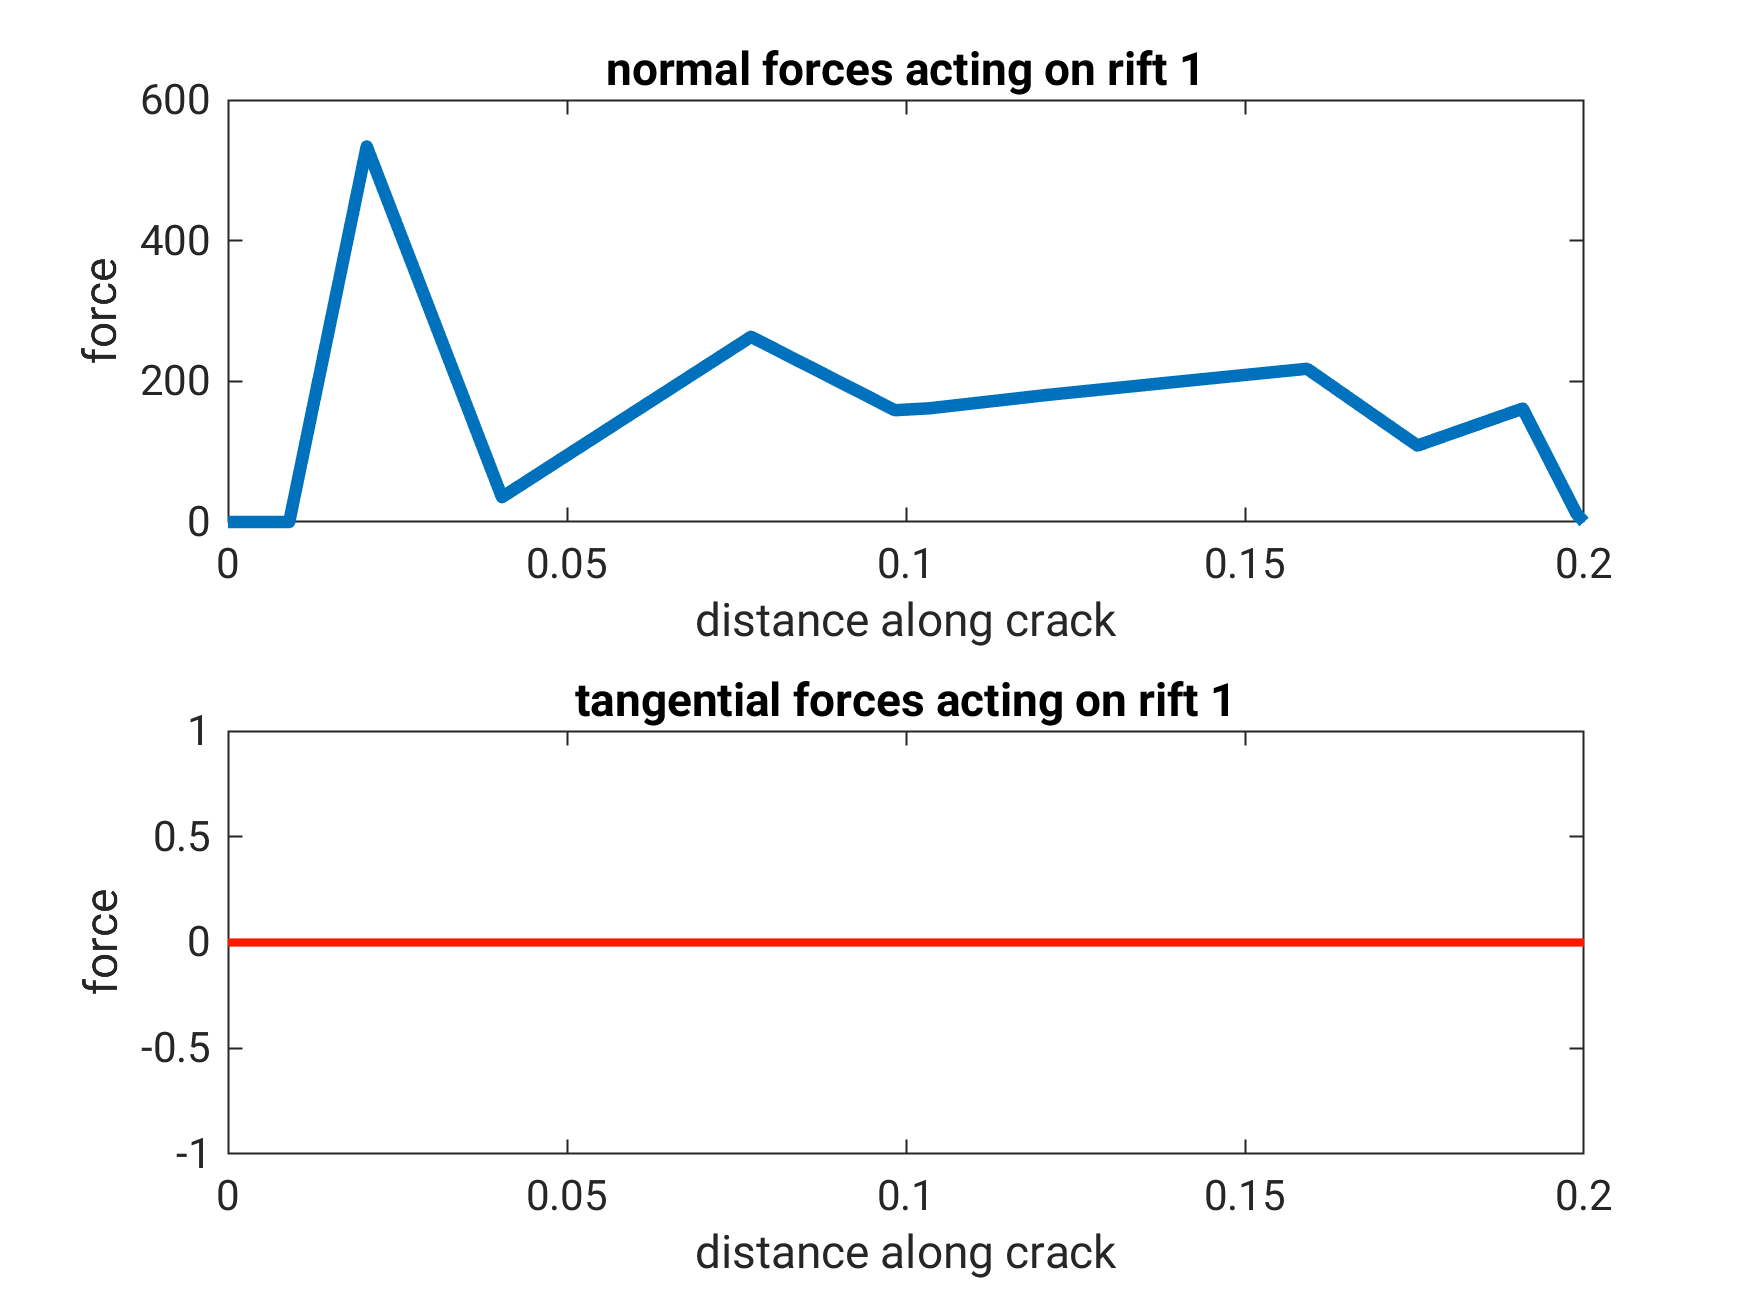 normal forces acting on rift 1
600
400
200
0
force
0 0.05 0.1 0.15 0.2
distance along crack
tangential forces acting on rift 1
1
0.5
0
-0.5
-1
force
0 0.05 0.1 0.15 0.2
distance along crack